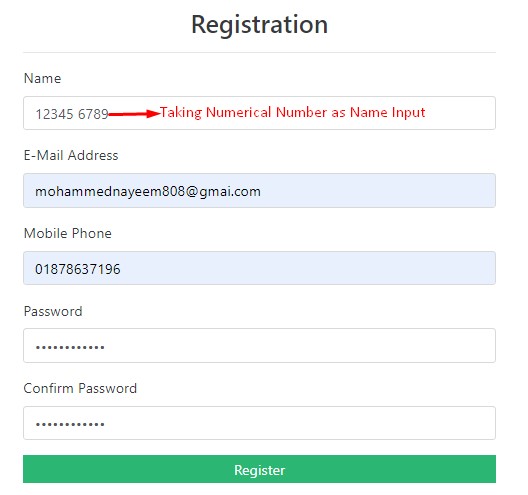 Registration
Name
12345 6789 Taking Numerical Number as Name Input
E-Mail Address
mohammednayeem808@gmai.com
Mobile Phone
01878637196
Password
••••••••••••
Confirm Password
••••••••••••
Register